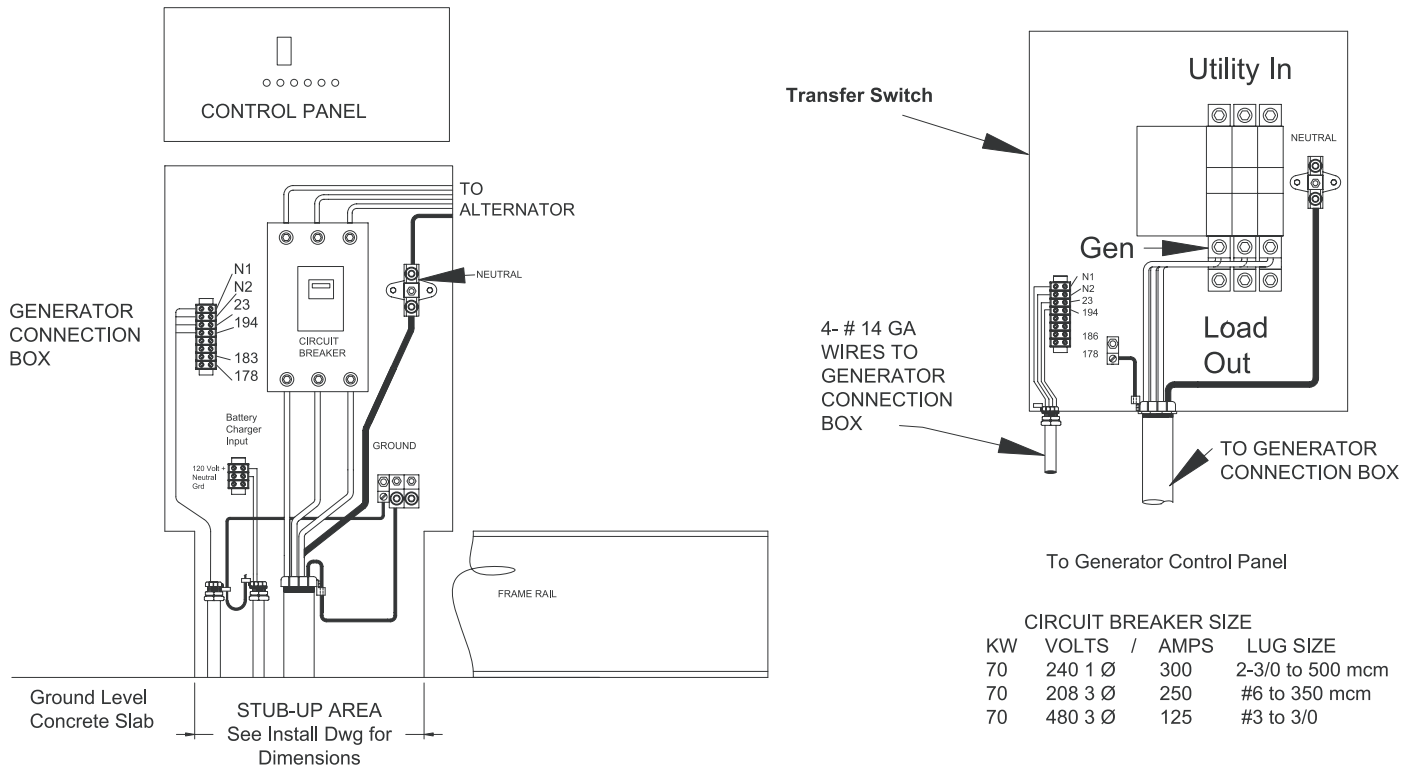 CONTROL PANEL
TO
ALTERNATOR
N1
N2
23
194
183
178
GENERATOR
CONNECTION
BOX
CIRCUIT
BREAKER
NEUTRAL
Battery
Charger
Input
120 Volt +
Neutral
Grd
GROUND
FRAME RAIL
Ground Level
Concrete Slab
STUB-UP AREA
See Install Dwg for
Dimensions
Transfer Switch
Utility In
NEUTRAL
Gen
N1
N2
23
194
186
178
Load
Out
4- # 14 GA
WIRES TO
GENERATOR
CONNECTION
BOX
TO GENERATOR
CONNECTION BOX
To Generator Control Panel
CIRCUIT BREAKER SIZE
KW VOLTS / AMPS LUG SIZE
70 240 1 Ø 300 2-3/0 to 500 mcm
70 208 3 Ø 250 #6 to 350 mcm
70 480 3 Ø 125 #3 to 3/0